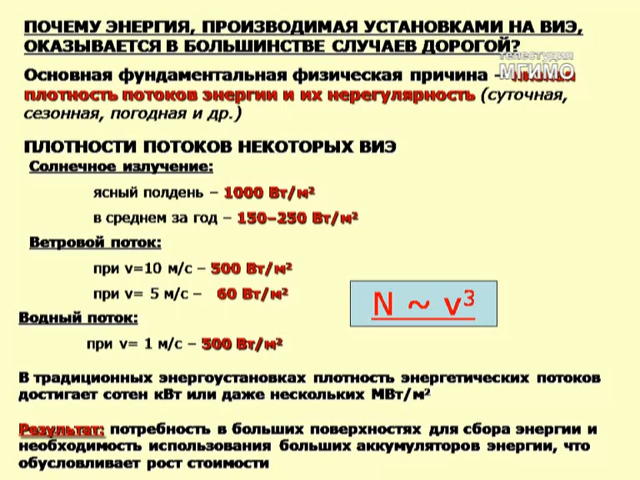 ПОЧЕМУ ЭНЕРГИЯ, ПРОИЗВОДИМАЯ УСТАНОВКАМИ НА ВИЭ,
ОКАЗЫВАЕТСЯ В БОЛЬШИНСТВЕ СЛУЧАЕВ ДОРОГОЙ?
телестудия
МГИМО
Основная фундаментальная физическая причина -
плотность потоков энергии и их нерегулярность (суточная,
сезонная, погодная и др.)
ПЛОТНОСТИ ПОТОКОВ НЕКОТОРЫХ ВИЭ
Солнечное излучение:
ясный полдень – 1000 Вт/м²
в среднем за год – 150–250 Вт/м²
Ветровой поток:
при v=10 м/с – 500 Вт/м²
при v= 5 м/с – 60 Вт/м²
N ~ v³
Водный поток:
при v= 1 м/с – 500 Вт/м²
В традиционных энергоустановках плотность энергетических потоков
достигает сотен кВт или даже нескольких МВт/м²
Результат: потребность в больших поверхностях для сбора энергии и
необходимость использования больших аккумуляторов энергии, что
обусловливает рост стоимости